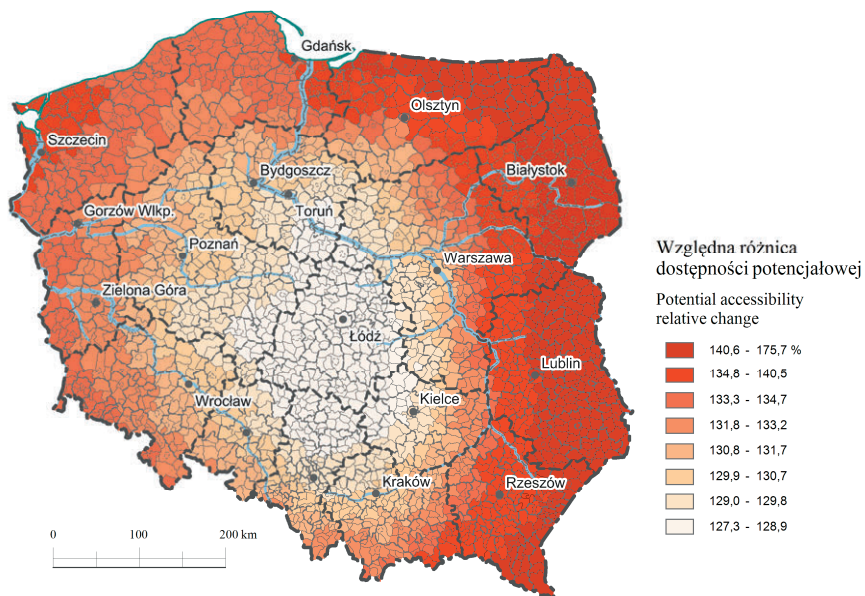 Gdańsk
Olsztyn
Szczecin
Bydgoszcz
Białystok
Toruń
Gorzów Wlkp.
Poznań
Warszawa
Zielona Góra
Łódź
Lublin
Wrocław
Kielce
Kraków
Rzeszów
Względna różnica
dostępności potencjałowej
Potential accessibility
relative change
140,6 - 175,7 %
134,8 - 140,5
133,3 - 134,7
131,8 - 133,2
130,8 - 131,7
129,9 - 130,7
129,0 - 129,8
127,3 - 128,9
0 100 200 km